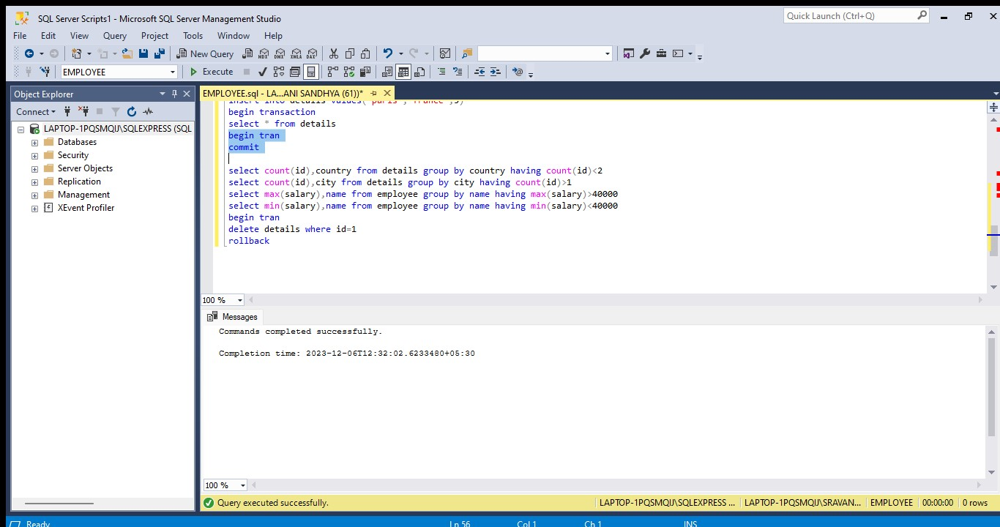 SQL Server Scripts1 - Microsoft SQL Server Management Studio
Quick Launch (Ctrl+Q)
File Edit View Query Project Tools Window Help
New Query MDX DMX XMLA DAX
EMPLOYEE Execute
Object Explorer
EMPLOYEE.sql - LA...ANI SANDHYA (61))*
Connect
LAPTOP-1PQSMQIJ\SQLEXPRESS (SQL
Databases
Security
Server Objects
Replication
Management
XEvent Profiler
insert into details values('paris','france',5)
begin transaction
select * from details
begin tran
commit
select count(id),country from details group by country having count(id)<2
select count(id),city from details group by city having count(id)>1
select max(salary),name from employee group by name having max(salary)>40000
select min(salary),name from employee group by name having min(salary)<40000
begin tran
delete details where id=1
rollback
100 %
Messages
Commands completed successfully.
Completion time: 2023-12-06T12:32:02.6233480+05:30
100 %
Query executed successfully.
LAPTOP-1PQSMQIJ\SQLEXPRESS ...
LAPTOP-1PQSMQIJ\SRAVAN...
EMPLOYEE
00:00:00
0 rows
Ready
Ln 56
Col 1
Ch 1
INS